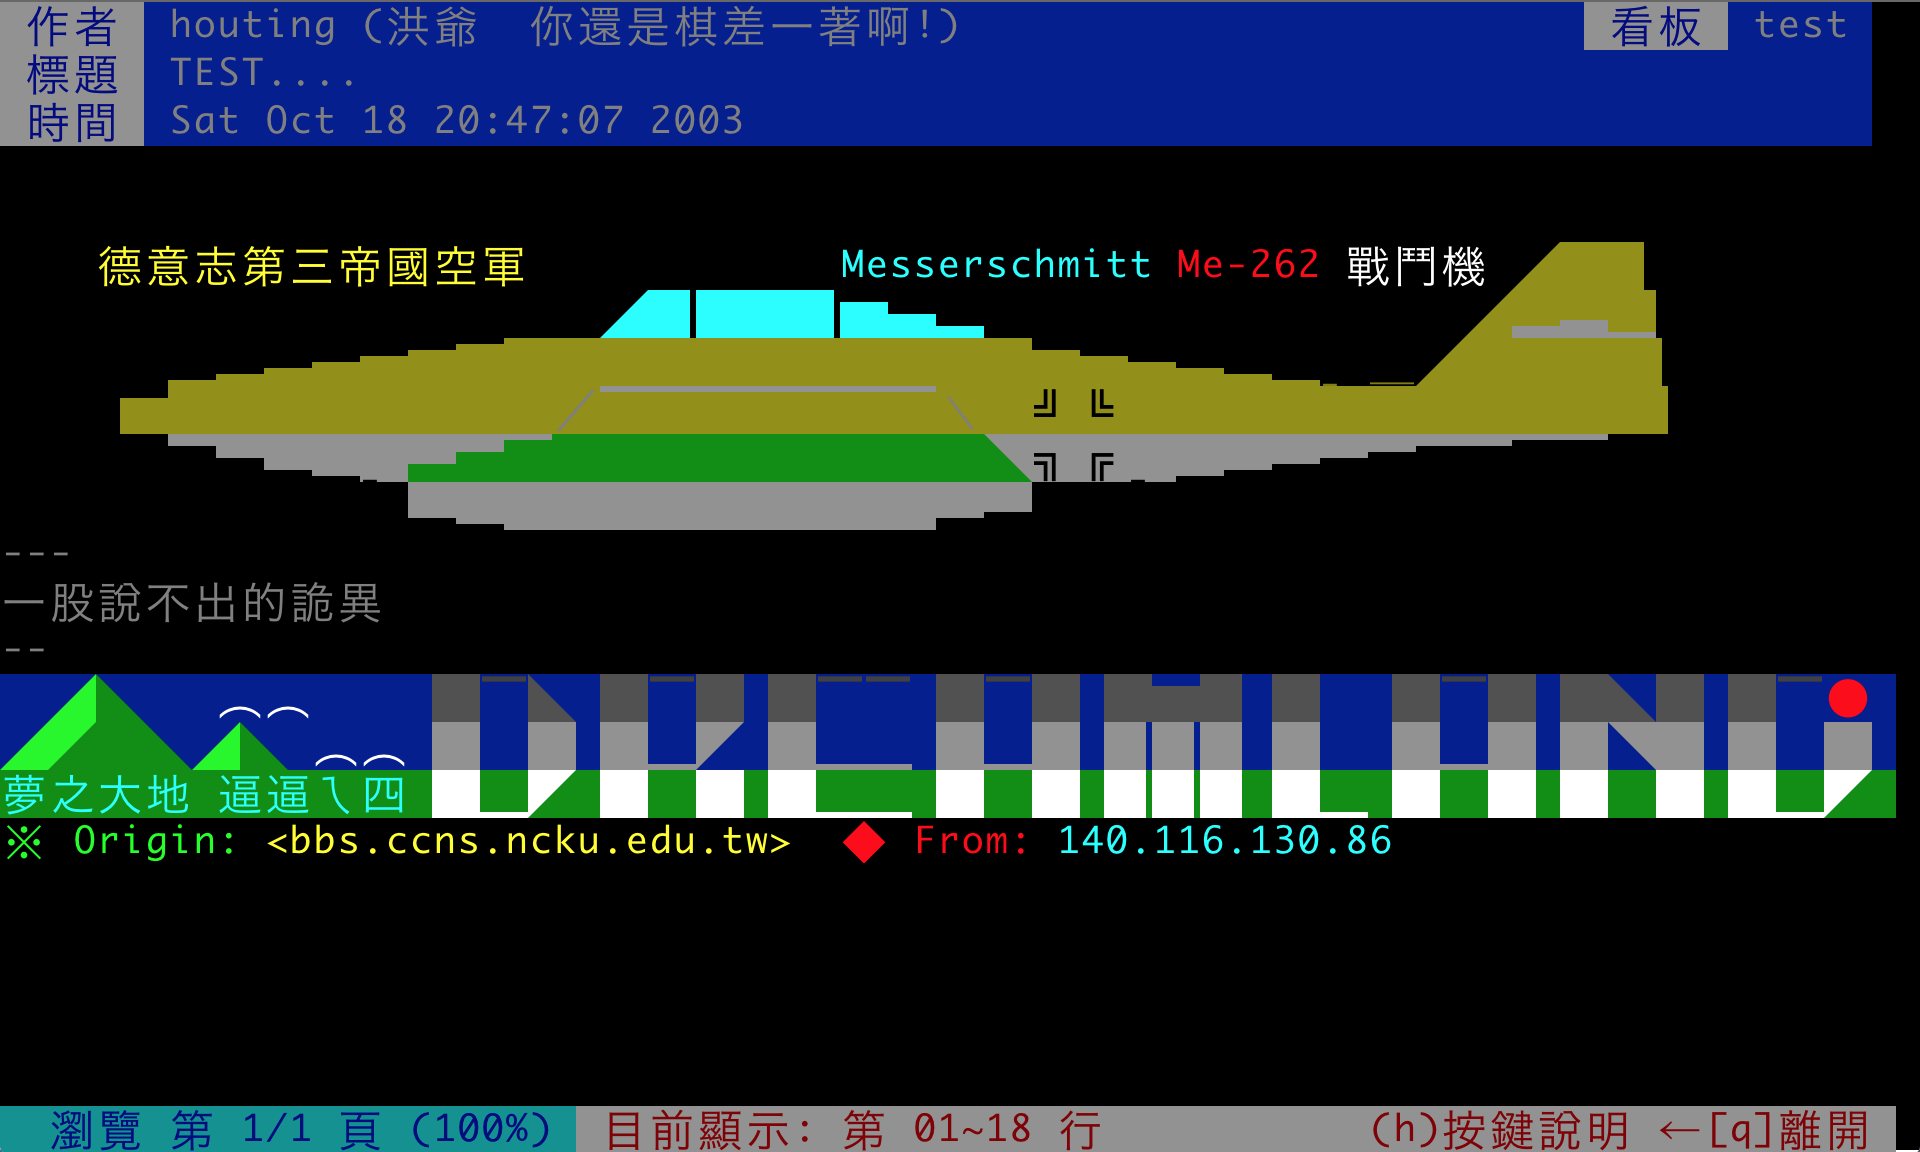 作者 houting (洪爺 你還是棋差一著啊!) 看板 test
標題 TEST....
時間 Sat Oct 18 20:47:07 2003
德意志第三帝國空軍 Messerschmitt Me-262 戰鬥機
---
一股說不出的詭異
--
DREAMLAND
夢之大地 逼逼ㄟ四
※ Origin: <bbs.ccns.ncku.edu.tw> ◆ From: 140.116.130.86
瀏覽 第 1/1 頁 (100%) 目前顯示: 第 01~18 行 (h)按鍵說明 ←[q]離開